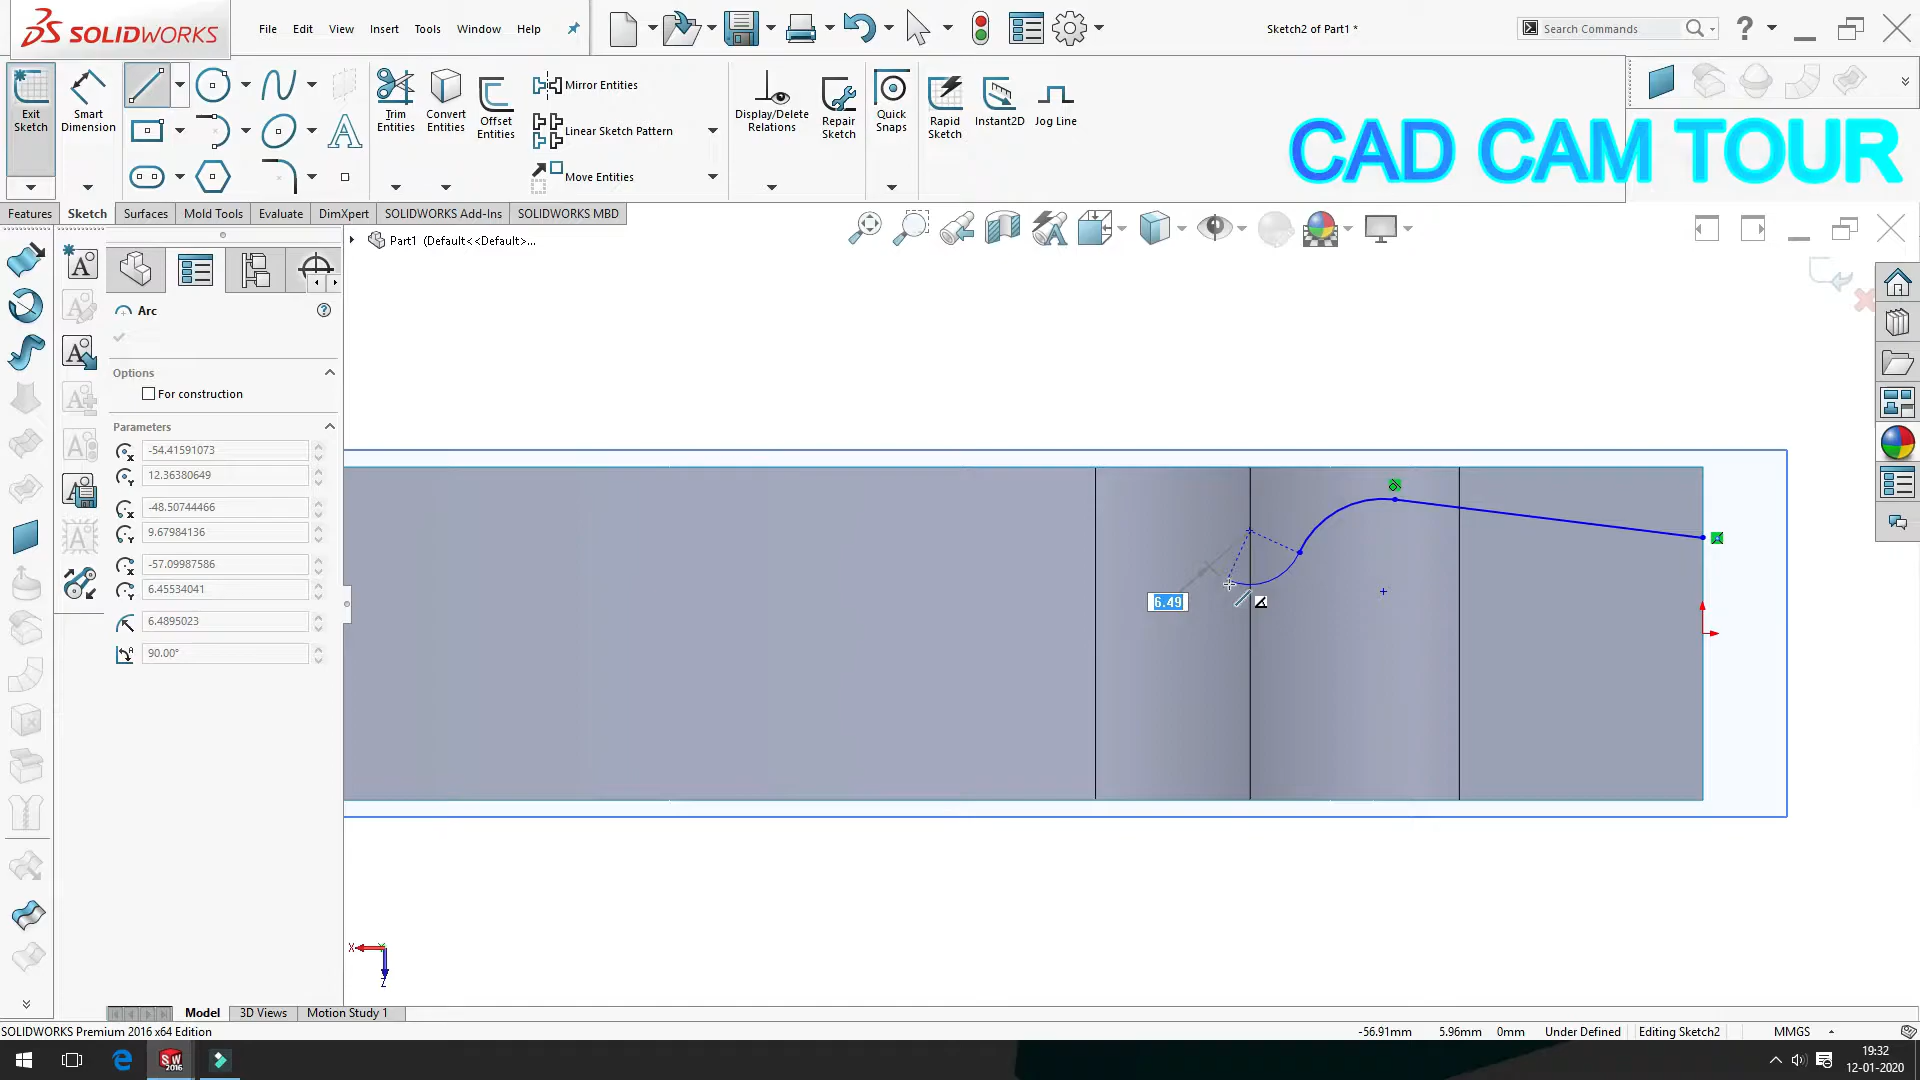 SOLIDWORKS
File Edit View Insert Tools Window Help
Sketch2 of Part1 *
Search Commands
Exit Sketch
Smart Dimension
Trim Entities
Convert Entities
Offset Entities
Mirror Entities
Linear Sketch Pattern
Move Entities
Display/Delete Relations
Repair Sketch
Quick Snaps
Rapid Sketch
Instant2D
Jog Line
CAD CAM TOUR
Features Sketch Surfaces Mold Tools Evaluate DimXpert SOLIDWORKS Add-Ins SOLIDWORKS MBD
Part1 (Default<<Default>...
Arc
Options
For construction
Parameters
-54.41591073
12.36380649
-48.50744466
9.67984136
-57.09987586
6.45534041
6.4895023
90.00°
6.49
X
Z
Model 3D Views Motion Study 1
SOLIDWORKS Premium 2016 x64 Edition
-56.91mm 5.96mm 0mm Under Defined Editing Sketch2 MMGS
SW 2016
19:32
12-01-2020